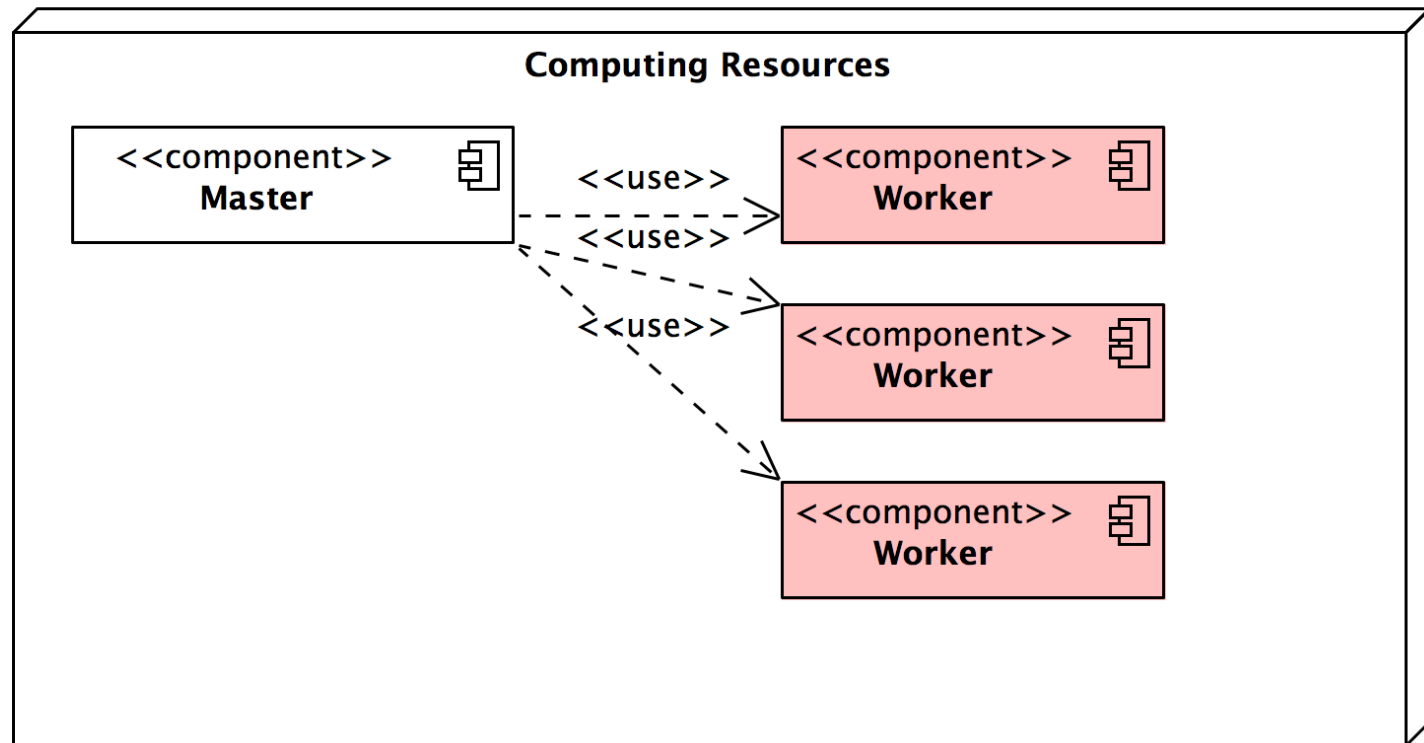 Computing Resources
<<component>>
Master
<<use>>
<<use>>
<<use>>
<<component>>
Worker
<<component>>
Worker
<<component>>
Worker